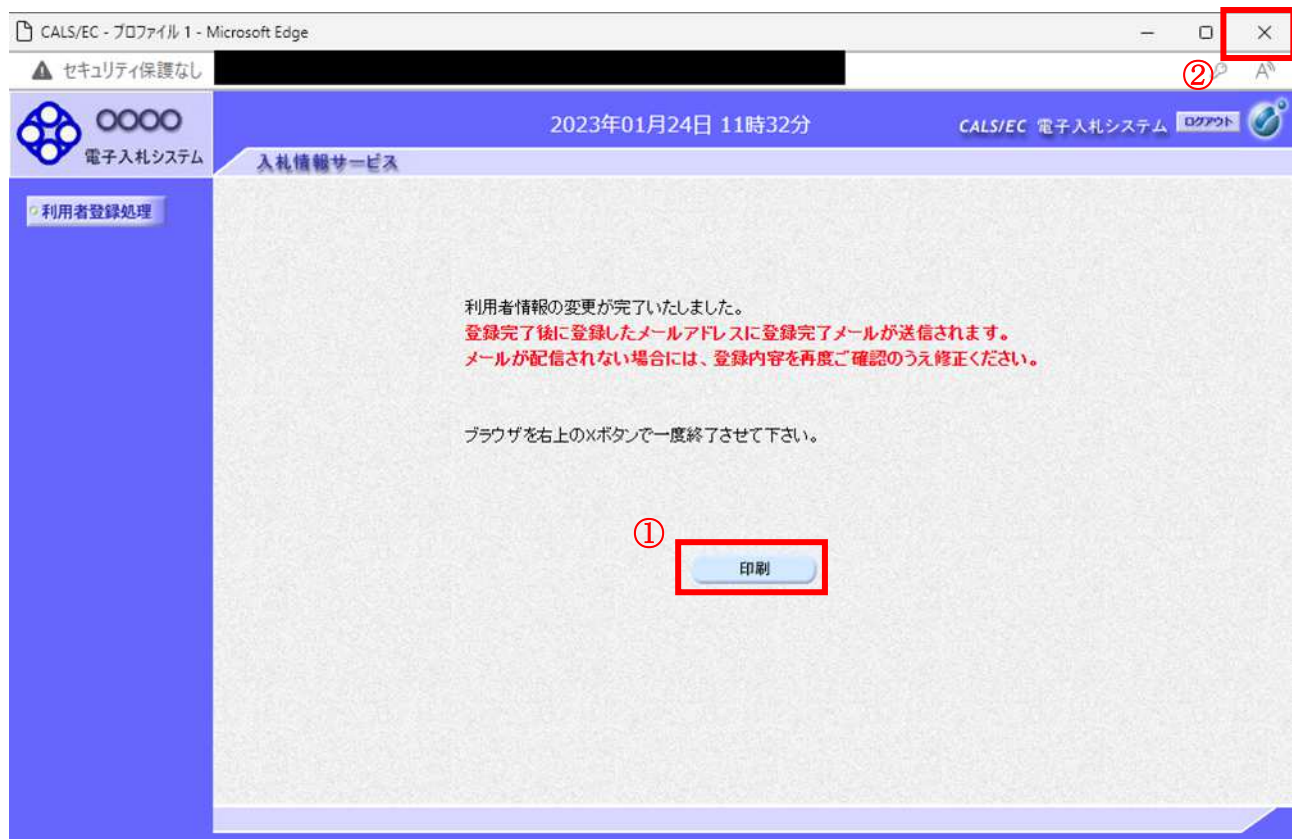 CALS/EC - プロファイル 1 - Microsoft Edge
セキュリティ保護なし
②
A
OOOO
電子入札システム
2023年01月24日 11時32分
CALS/EC 電子入札システム
ログアウト
入札情報サービス
利用者登録処理
利用者情報の変更が完了いたしました。
登録完了後に登録したメールアドレスに登録完了メールが送信されます。
メールが配信されない場合には、登録内容を再度ご確認のうえ修正ください。
ブラウザを右上の×ボタンで一度終了させて下さい。
①
印刷